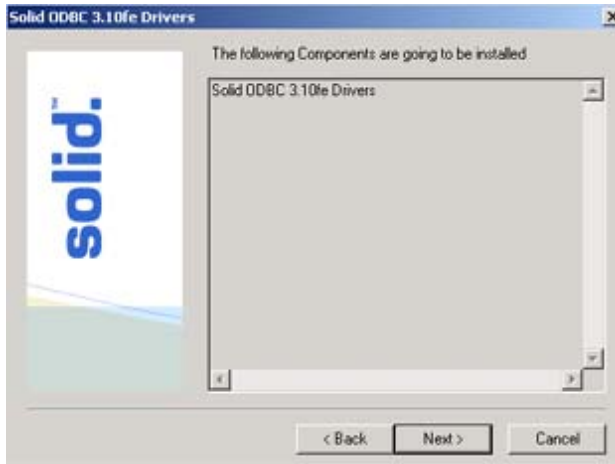 Solid ODBC 3.10fe Drivers
The following Components are going to be installed
Solid ODBC 3.10fe Drivers
solid.™
< Back
Next >
Cancel